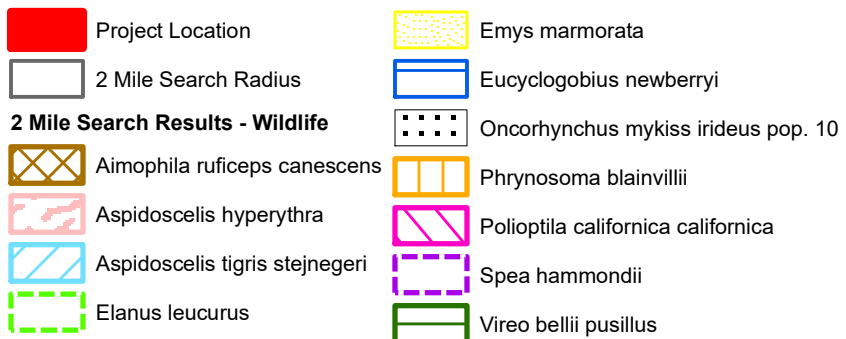 Project Location
2 Mile Search Radius
2 Mile Search Results - Wildlife
Aimophila ruficeps canescens
Aspidoscelis hyperythra
Aspidoscelis tigris stejnegeri
Elanus leucurus
Emys marmorata
Eucyclogobius newberryi
Oncorhynchus mykiss irideus pop. 10
Phrynosoma blainvillii
Polioptila californica californica
Spea hammondii
Vireo bellii pusillus